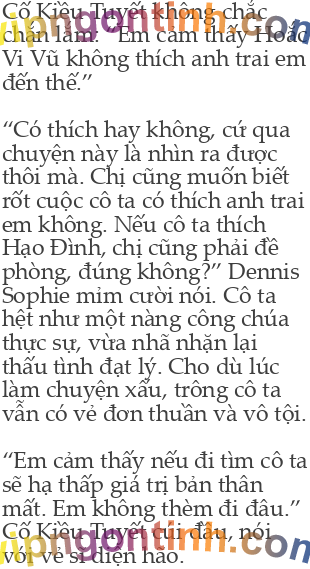 Cố Kiều Tuyết không chắc
chắn lắm. “Em cảm thấy Hoắc
Vi Vũ không thích anh trai em
đến thế.”
“Có thích hay không, cứ qua
chuyện này là nhìn ra được
thôi mà. Chị cũng muốn biết
rốt cuộc cô ta có thích anh trai
em không. Nếu cô ta thích
Hạo Đình, chị cũng phải đề
phòng, đúng không?” Dennis
Sophie mỉm cười nói. Cô ta
hệt như một nàng công chúa
thực sự, vừa nhã nhặn lại
thấu tình đạt lý. Cho dù lúc
làm chuyện xấu, trông cô ta
vẫn có vẻ đơn thuần và vô tội.
“Em cảm thấy nếu đi tìm cô ta
sẽ hạ thấp giá trị bản thân
mất. Em không thèm đi đâu.”
Cố Kiều Tuyết cúi đầu, nói
với vẻ sĩ diện hão.
vipngontinh.com
vipngontinh.com